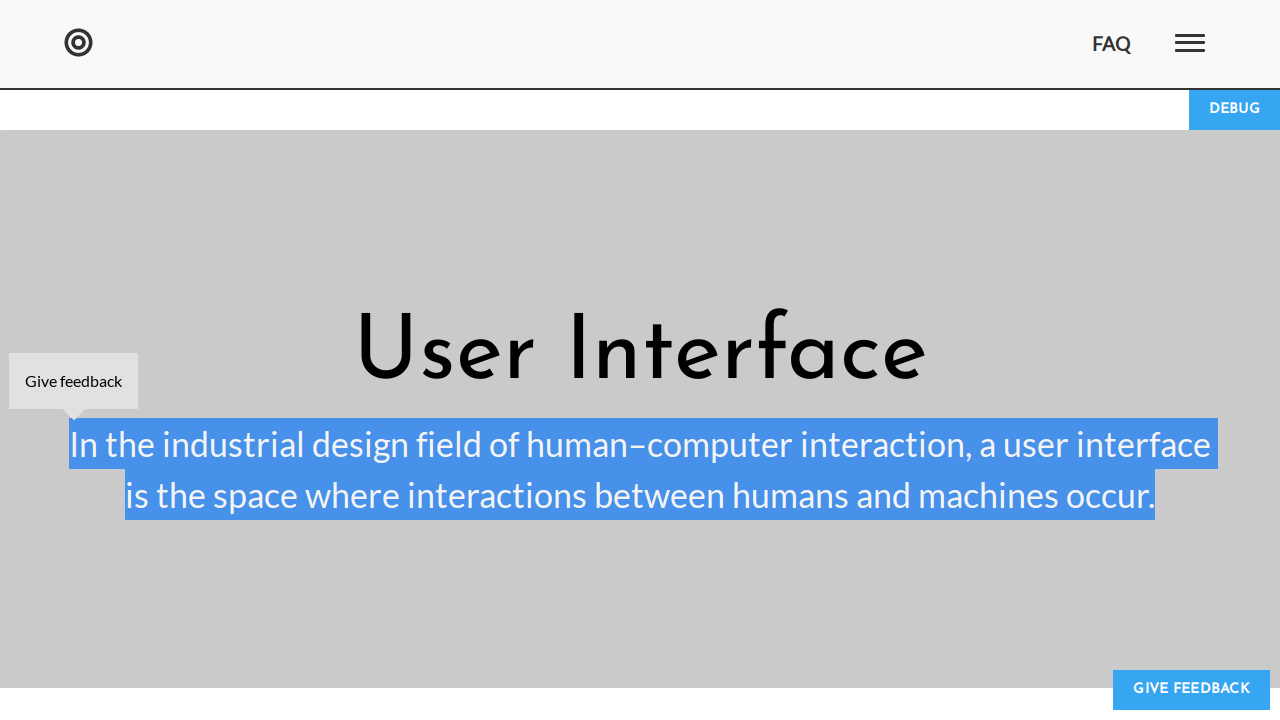 FAQ
DEBUG
User Interface
Give feedback
In the industrial design field of human–computer interaction, a user interface
is the space where interactions between humans and machines occur.
GIVE FEEDBACK